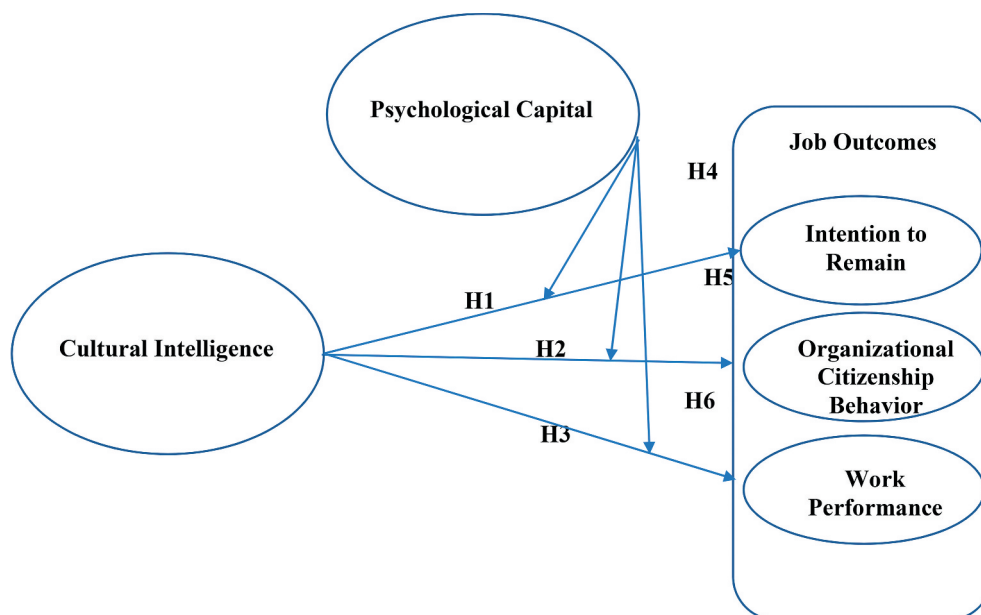 Psychological Capital
Job Outcomes
H4
Intention to
Remain
H5
H1
Cultural Intelligence
H2
Organizational
Citizenship
Behavior
H6
H3
Work
Performance